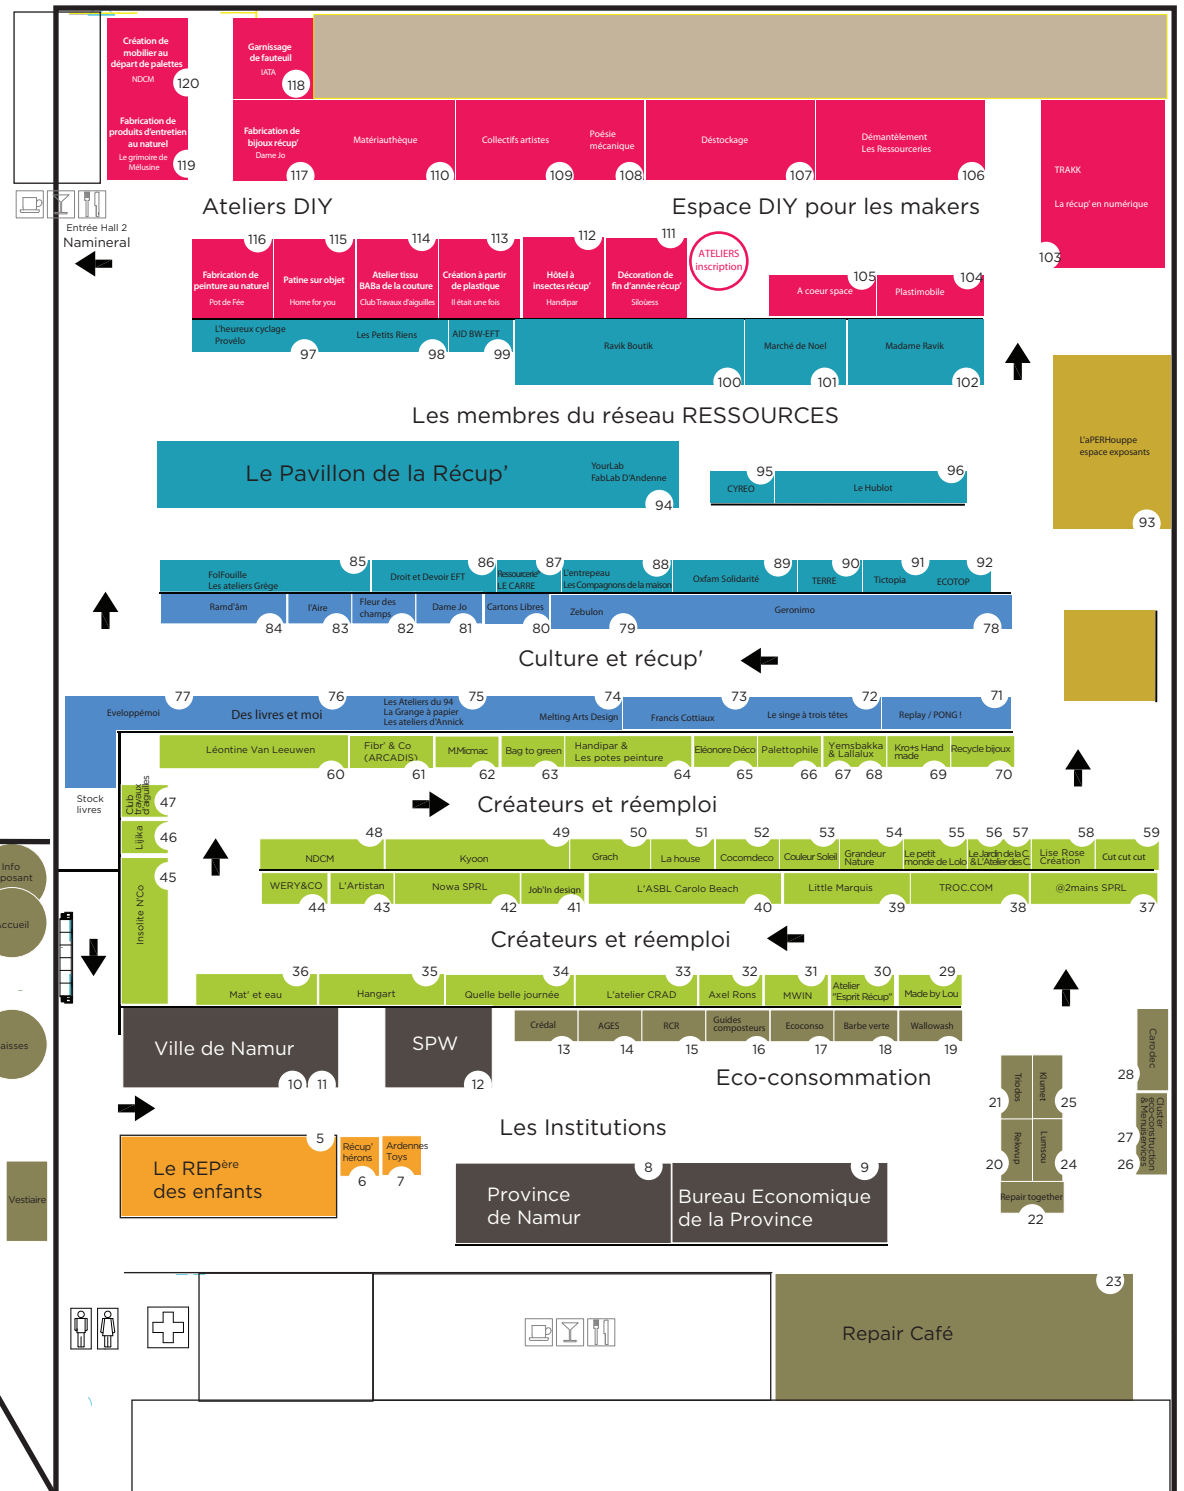 Création de
mobilier au
départ de palettes
NDCM
120
Garnissage
de fauteuil
IATA
118
Fabrication de
produits d'entretien
au naturel
Le grimoire de
Mélusine
119
Fabrication de
bijoux récup'
Dame Jo
117
Matériauthèque
110
Collectifs artistes
109
Poésie
mécanique
108
Déstockage
107
Démantèlement
Les Ressourceries
106
TRAKK
La récup' en numérique
103
Entrée Hall 2
Namineral
Ateliers DIY
Espace DIY pour les makers
116
Fabrication de
peinture au naturel
Pot de Fée
115
Patine sur objet
Home for you
114
Atelier tissu
BABa de la couture
Club Travaux d'aiguilles
113
Création à partir
de plastique
Il était une fois
112
Hôtel à
insectes récup'
Handipar
111
Décoration de
fin d'année récup'
Siloüess
ATELIERS
inscription
105
A coeur space
104
Plastimobile
L'heureux cyclage
Provélo
97
Les Petits Riens
98
AID BW-EFT
99
Ravik Boutik
100
Marché de Noel
101
Madame Ravik
102
Les membres du réseau RESSOURCES
L'aPERHouppe
espace exposants
93
Le Pavillon de la Récup'
YourLab
FabLab D'Andenne
94
95
CYREO
96
Le Hublot
85
FolFouille
Les ateliers Grège
86
Droit et Devoir EFT
87
Ressourcerie°
LE CARRE
88
L'entrepeau
Les Compagnons de la maison
89
Oxfam Solidarité
90
TERRE
91
Tictopia
92
ECOTOP
Ramd'âm
84
l'Aire
83
Fleur des
champs
82
Dame Jo
81
Cartons Libres
80
Zebulon
79
Geronimo
78
Culture et récup'
77
Eveloppémoi
76
Des livres et moi
75
Les Ateliers du 94
La Grange à papier
Les ateliers d'Annick
74
Melting Arts Design
73
Francis Cottiaux
72
Le singe à trois têtes
71
Replay / PONG !
Léontine Van Leeuwen
60
Fibr' & Co
(ARCADIS)
61
M.Micmac
62
Bag to green
63
Handipar &
Les potes peinture
64
Eléonore Déco
65
Palettophile
66
Yemsbakka
& Lallalux
67
68
Kro+s Hand
made
69
Recycle bijoux
70
Stock
livres
Club
travaux
d'aiguilles
47
Lijika
46
Insolite N'Co
45
Créateurs et réemploi
48
NDCM
49
Kyoon
50
Grach
51
La house
52
Cocomdeco
53
Couleur Soleil
54
Grandeur
Nature
55
Le petit
monde de Lolo
56
57
Le Jardin de la C.
& L'Atelier des C.
58
Lise Rose
Création
59
Cut cut cut
WERY&CO
44
L'Artistan
43
Nowa SPRL
42
Job'In design
41
L'ASBL Carolo Beach
40
Little Marquis
39
TROC.COM
38
@2mains SPRL
37
Info
Créateurs et réemploi
36
Mat' et eau
35
Hangart
34
Quelle belle journée
33
L'atelier CRAD
32
Axel Rons
31
MWIN
30
Atelier
"Esprit Récup"
29
Made by Lou
Ville de Namur
10
11
SPW
12
Crédal
13
AGES
14
RCR
15
Guides
composteurs
16
Ecoconso
17
Barbe verte
18
Wallowash
19
Eco-consommation
Les Institutions
Triodos
21
Klumet
25
Rekwup
20
Lumsou
24
Repair together
22
Carodec
28
Cluster
eco-construction
& Menuiservices
27
26
5
Le REPère
des enfants
Récup'
hérons
6
Ardennes
Toys
7
8
Province
de Namur
9
Bureau Economique
de la Province
Vestiaire
23
Repair Café